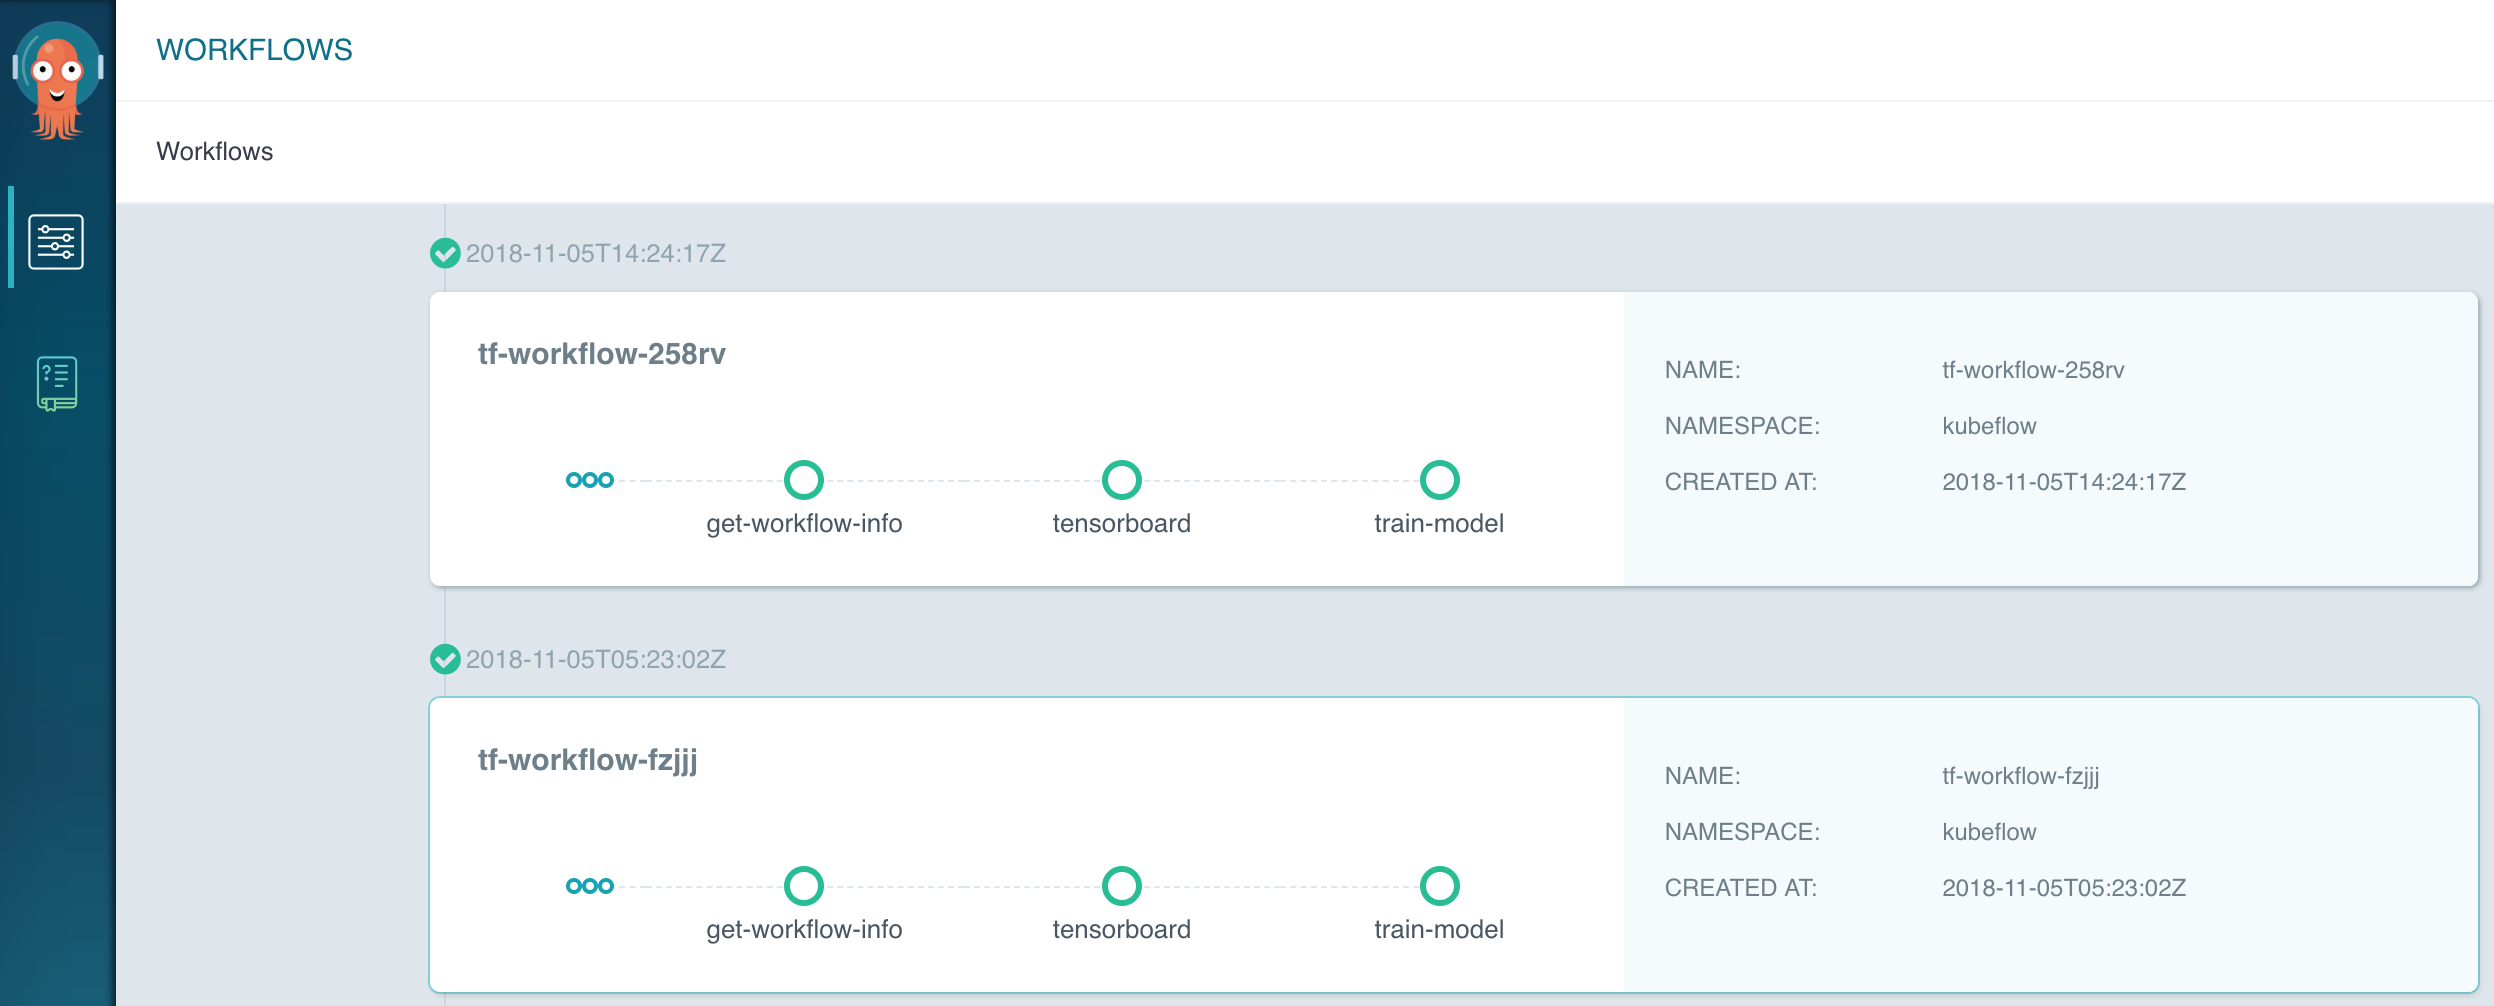 WORKFLOWS
Workflows
2018-11-05T14:24:17Z
tf-workflow-258rv
get-workflow-info
tensorboard
train-model
NAME: tf-workflow-258rv
NAMESPACE: kubeflow
CREATED AT: 2018-11-05T14:24:17Z
2018-11-05T05:23:02Z
tf-workflow-fzjjj
get-workflow-info
tensorboard
train-model
NAME: tf-workflow-fzjjj
NAMESPACE: kubeflow
CREATED AT: 2018-11-05T05:23:02Z